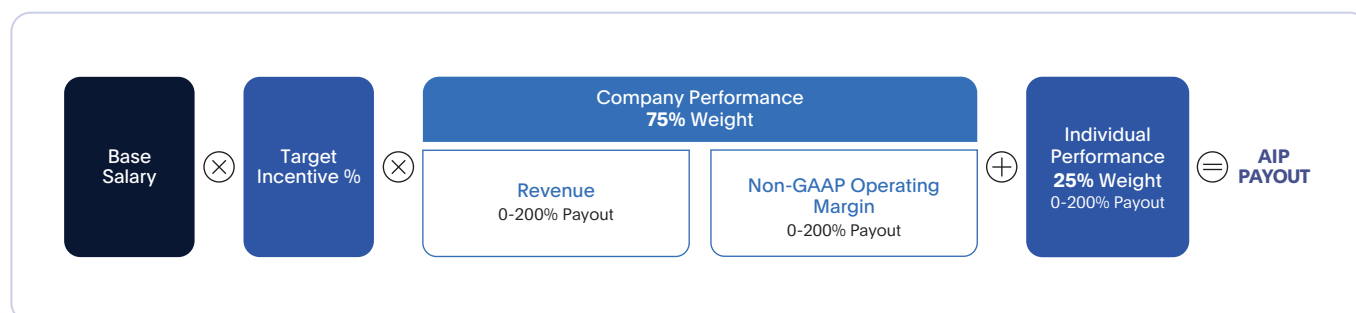 Base
Salary
Target
Incentive %
Company Performance
75% Weight
Revenue
0-200% Payout
Non-GAAP Operating
Margin
0-200% Payout
Individual
Performance
25% Weight
0-200% Payout
AIP
PAYOUT